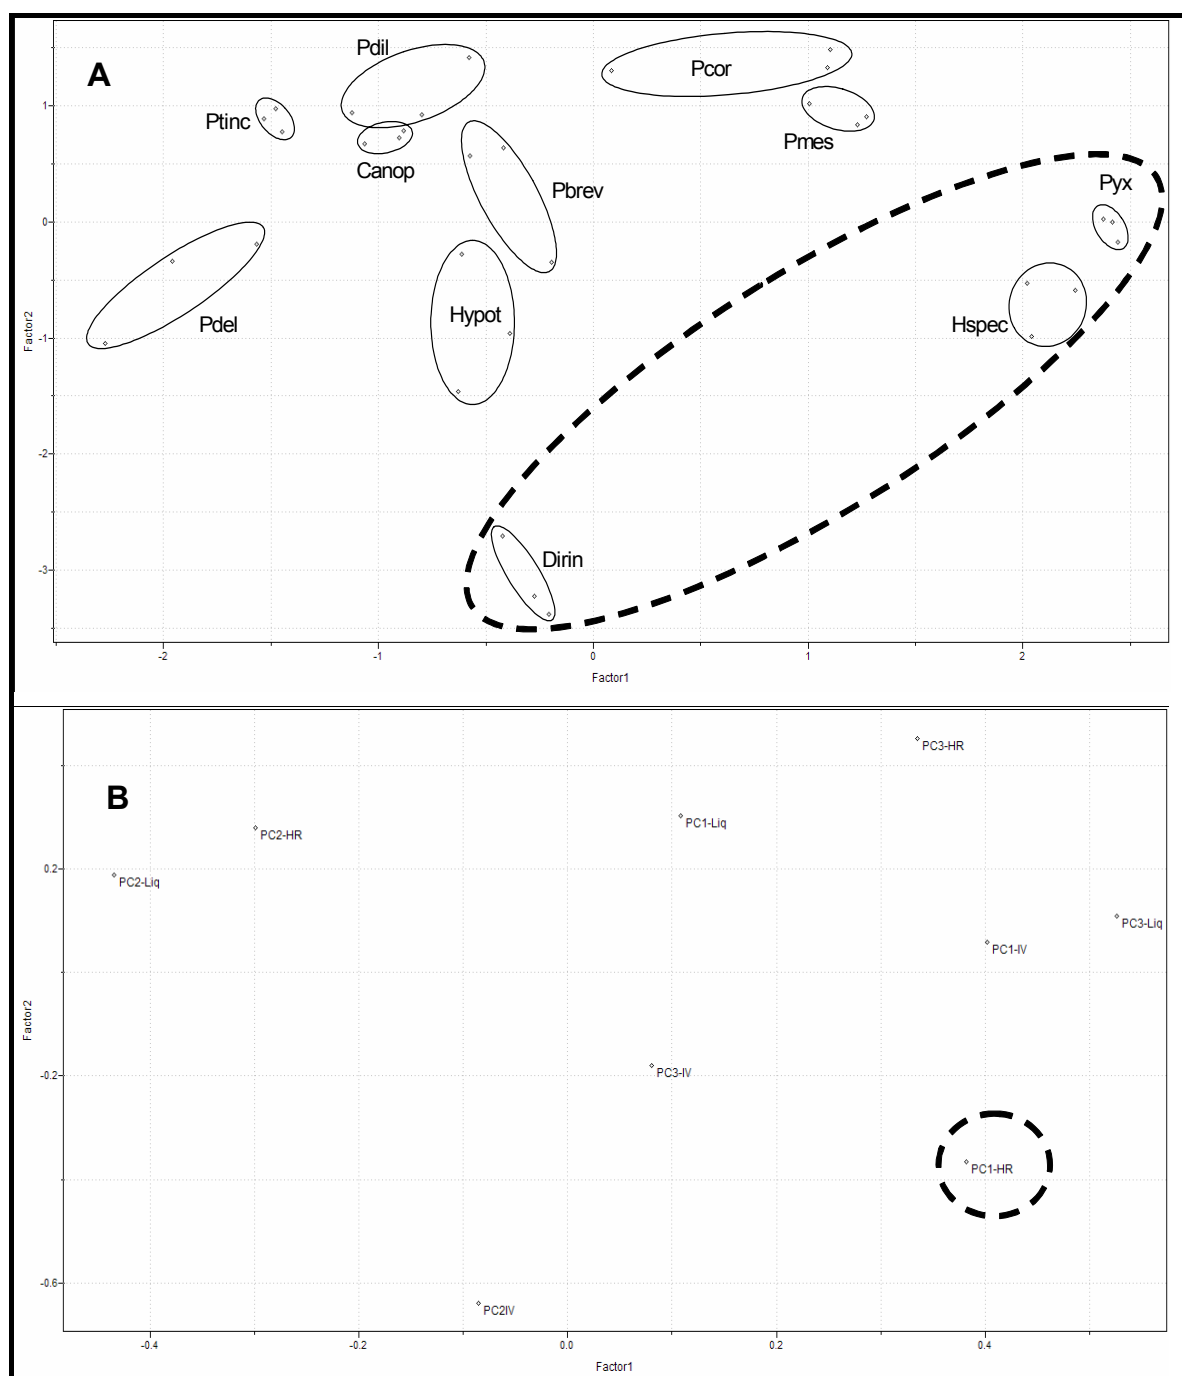 A
Pdil
Pcor
Ptinc
Pmes
Canop
Pyx
Pbrev
Hypot
Hspec
Pdel
Dirin
1
0
-1
-2
-3
Factor2
-2
-1
0
1
2
Factor1
B
PC3-HR
PC1-Liq
PC2-HR
PC2-Liq
PC3-Liq
PC1-IV
PC3-IV
PC1-HR
PC2IV
0.2
-0.2
-0.6
Factor2
-0.4
-0.2
0.0
0.2
0.4
Factor1